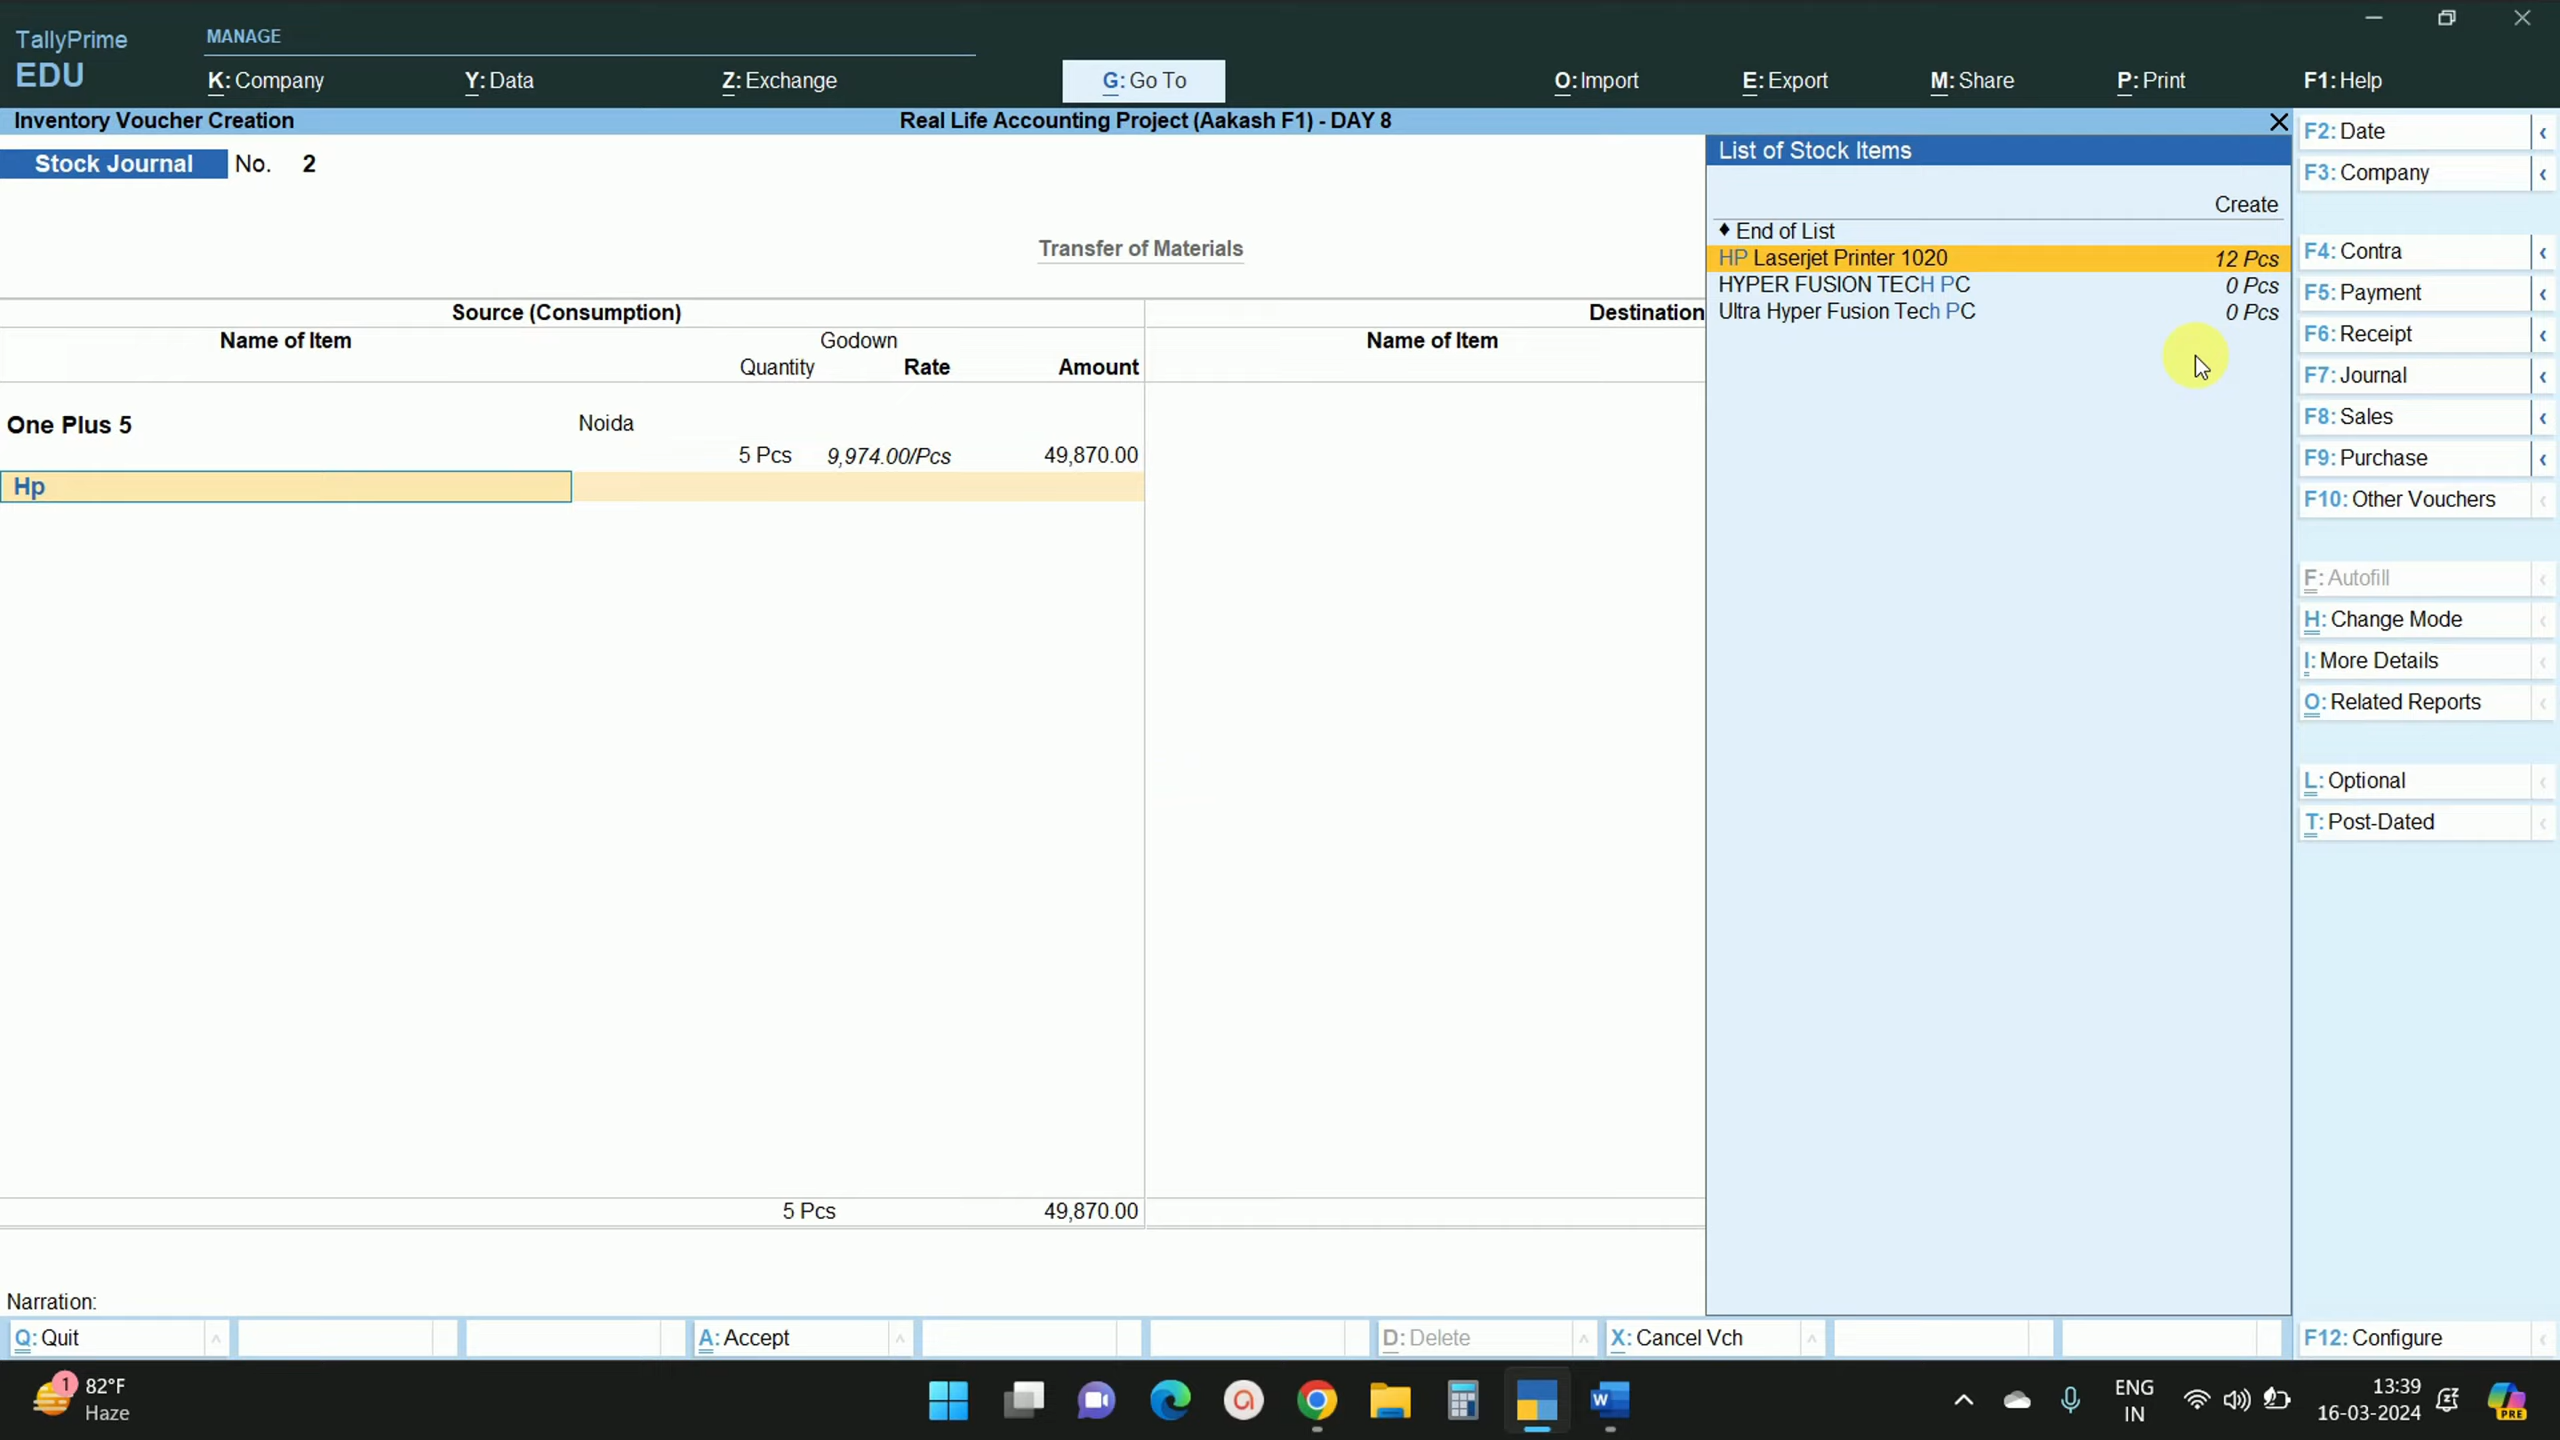 TallyPrime
EDU
MANAGE
K: Company
Y: Data
Z: Exchange
G: Go To
O: Import
E: Export
M: Share
P: Print
F1: Help
Inventory Voucher Creation
Real Life Accounting Project (Aakash F1) - DAY 8
Stock Journal No. 2
Transfer of Materials
Source (Consumption)
Destination
Name of Item
Godown
Name of Item
Quantity Rate Amount
One Plus 5 Noida
5 Pcs 9,974.00/Pcs 49,870.00
Hp
5 Pcs 49,870.00
Narration:
List of Stock Items
Create
♦ End of List
HP Laserjet Printer 1020 12 Pcs
HYPER FUSION TECH PC 0 Pcs
Ultra Hyper Fusion Tech PC 0 Pcs
F2: Date
F3: Company
F4: Contra
F5: Payment
F6: Receipt
F7: Journal
F8: Sales
F9: Purchase
F10: Other Vouchers
F: Autofill
H: Change Mode
I: More Details
O: Related Reports
L: Optional
T: Post-Dated
F12: Configure
Q: Quit
A: Accept
D: Delete
X: Cancel Vch
1
82°F
Haze
ENG
IN
13:39
16-03-2024
PRE